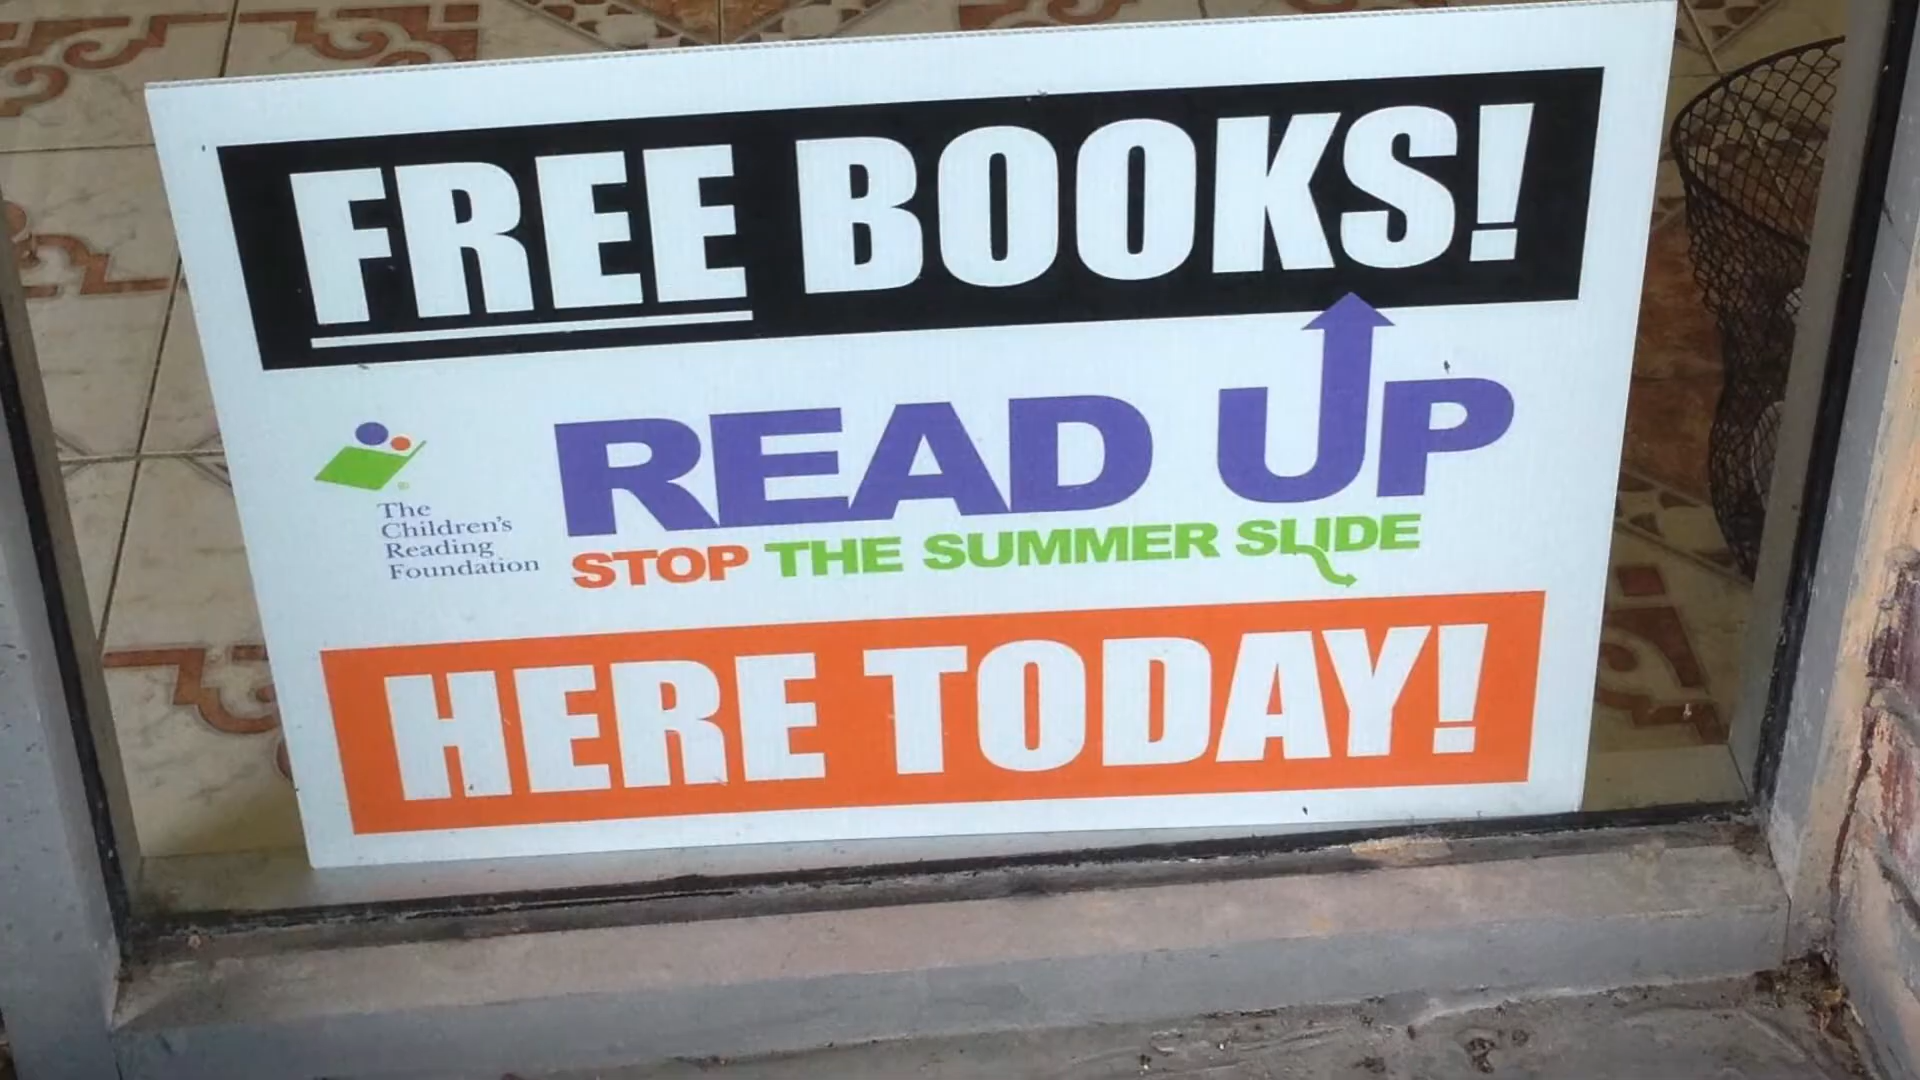 FREE BOOKS!
READ UP
STOP THE SUMMER SLIDE
The
Children's
Reading
Foundation
HERE TODAY!